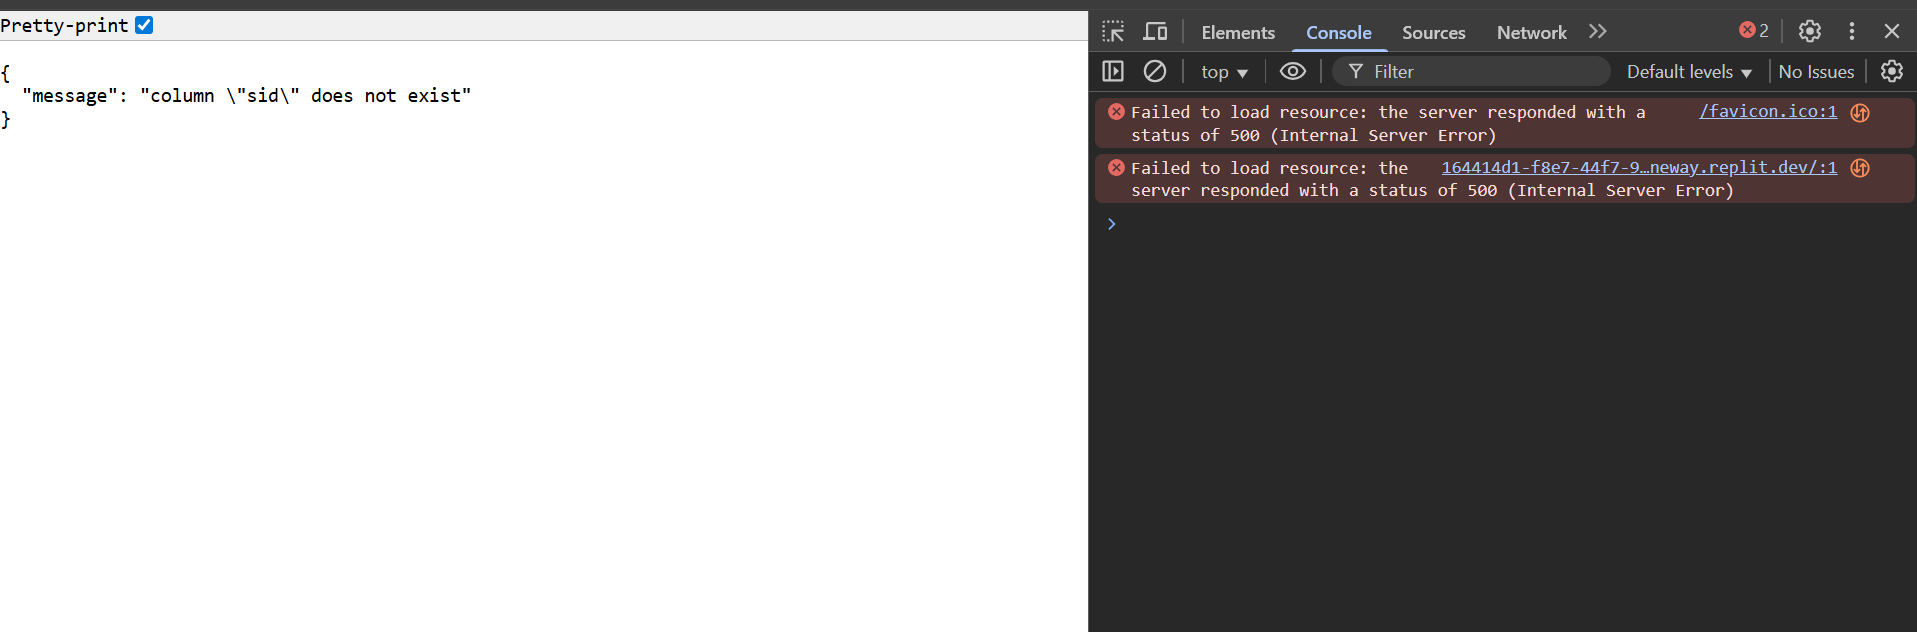 Pretty-print
{
  "message": "column \"sid\" does not exist"
}
Elements Console Sources Network 2
top Filter Default levels No Issues
Failed to load resource: the server responded with a /favicon.ico:1
status of 500 (Internal Server Error)
Failed to load resource: the 164414d1-f8e7-44f7-9…neway.replit.dev/:1
server responded with a status of 500 (Internal Server Error)